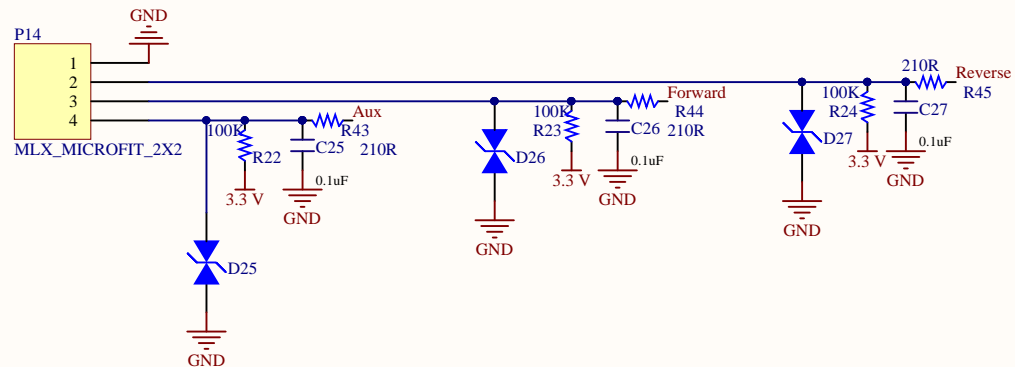 GND
P14
1
2
3
4
MLX_MICROFIT_2X2
100K
R22
3.3 V
C25
0.1uF
GND
Aux
R43
210R
D25
GND
D26
GND
100K
R23
3.3 V
C26
0.1uF
GND
Forward
R44
210R
D27
GND
100K
R24
3.3 V
C27
0.1uF
GND
210R
Reverse
R45